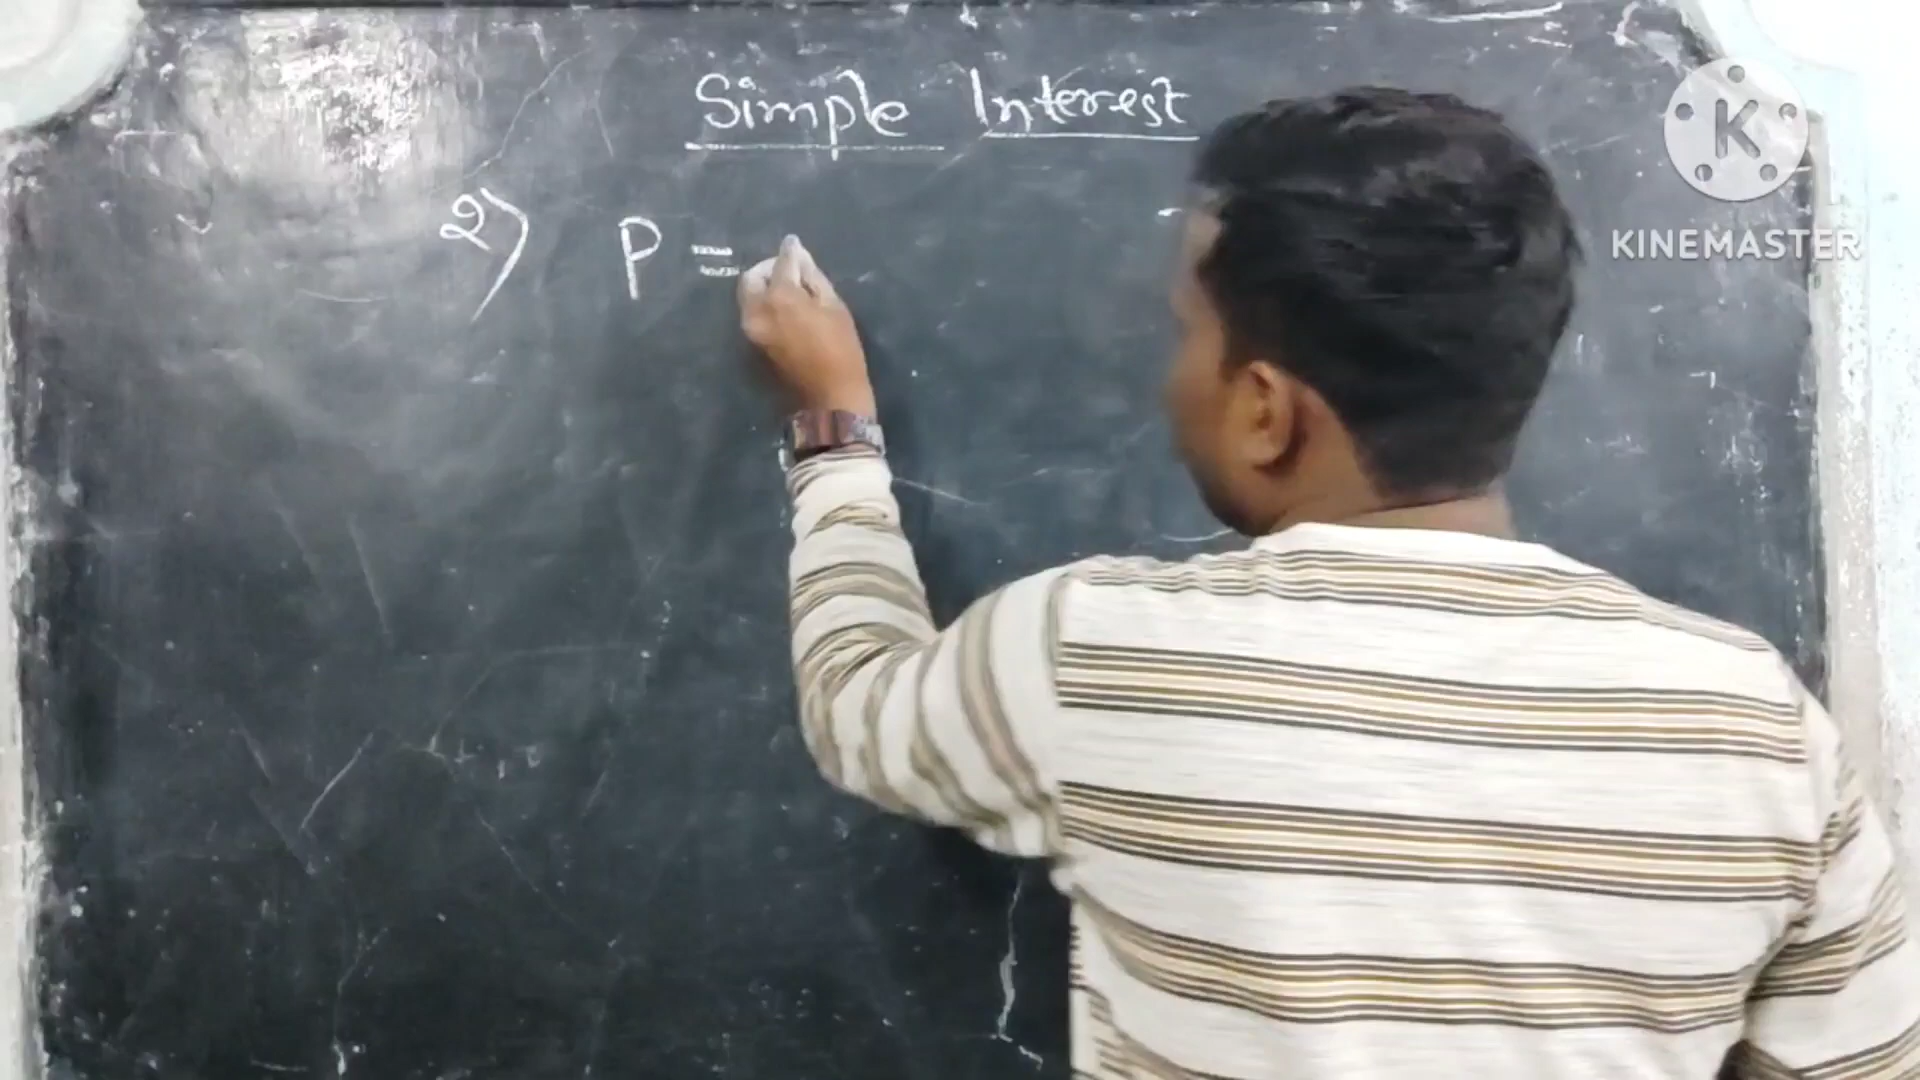 Simple Interest
2) P =
K
KINEMASTER